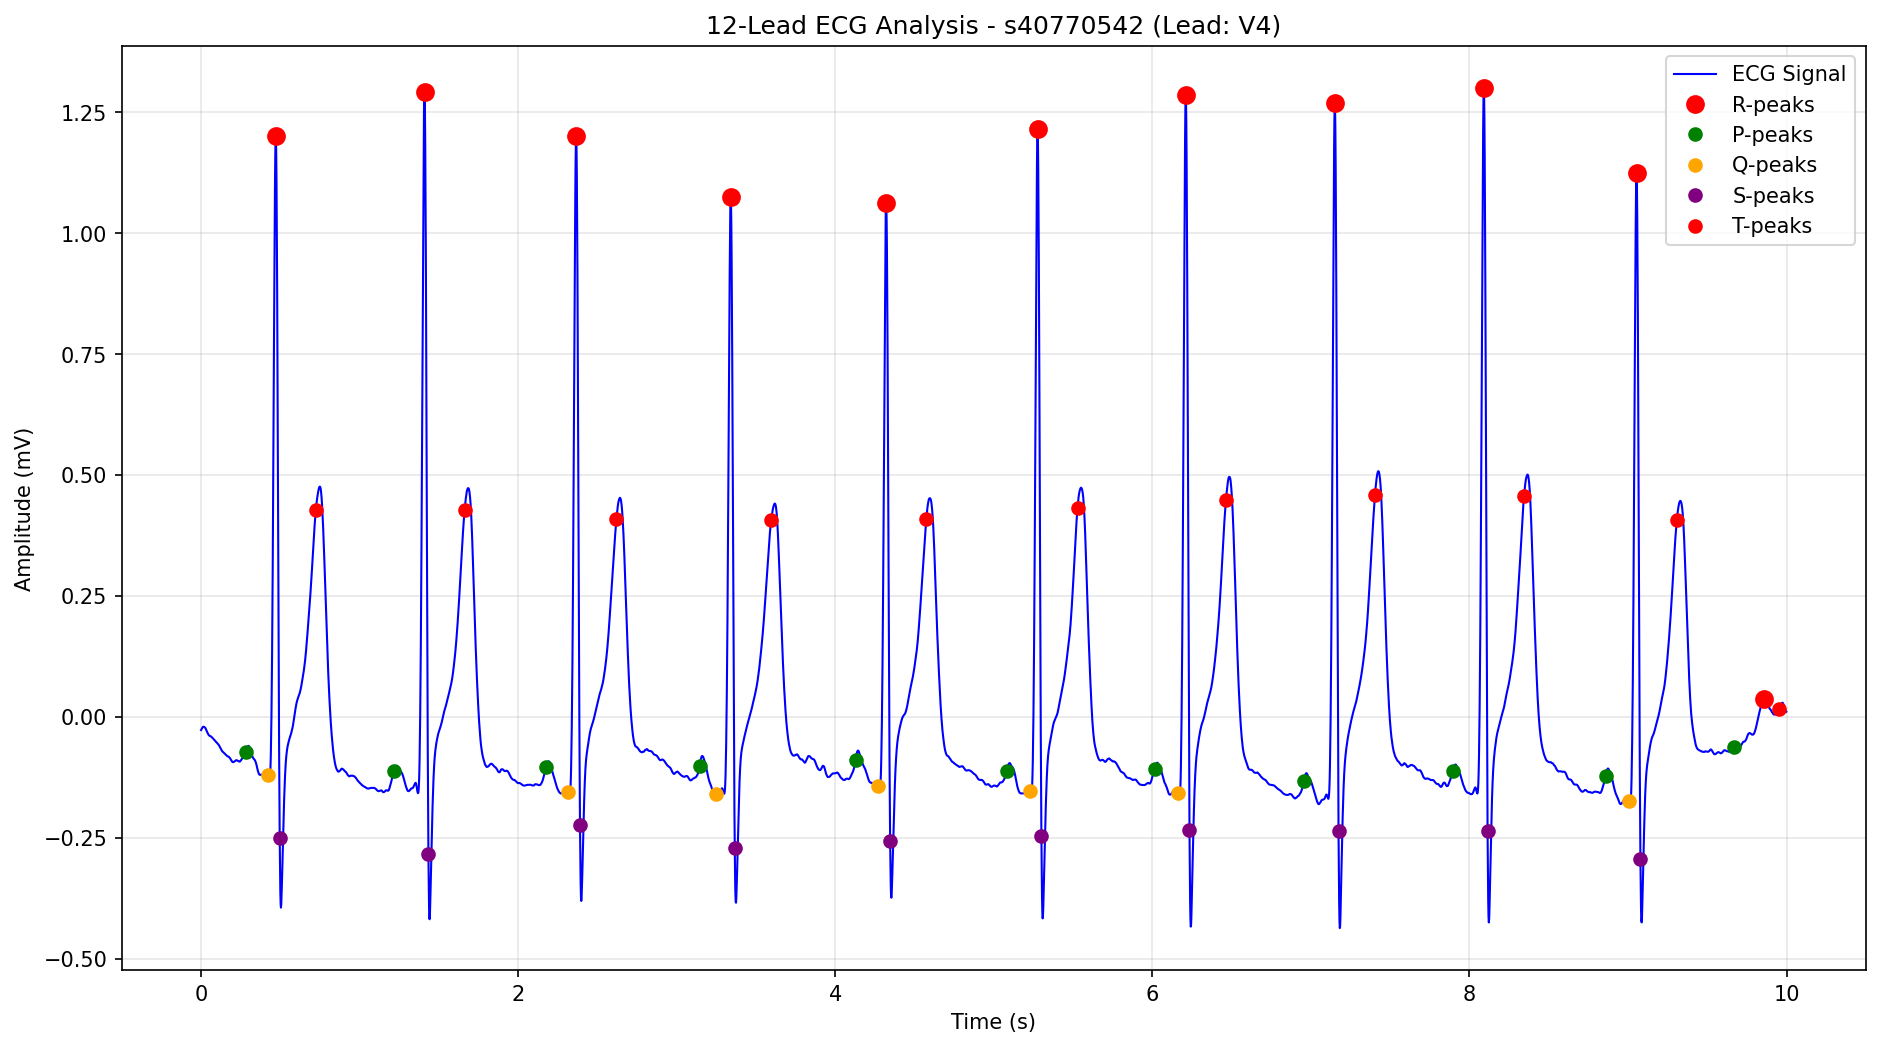 12-Lead ECG Analysis - s40770542 (Lead: V4)
ECG Signal
R-peaks
P-peaks
Q-peaks
S-peaks
T-peaks
Amplitude (mV)
1.25
1.00
0.75
0.50
0.25
0.00
−0.25
−0.50
0 2 4 6 8 10
Time (s)